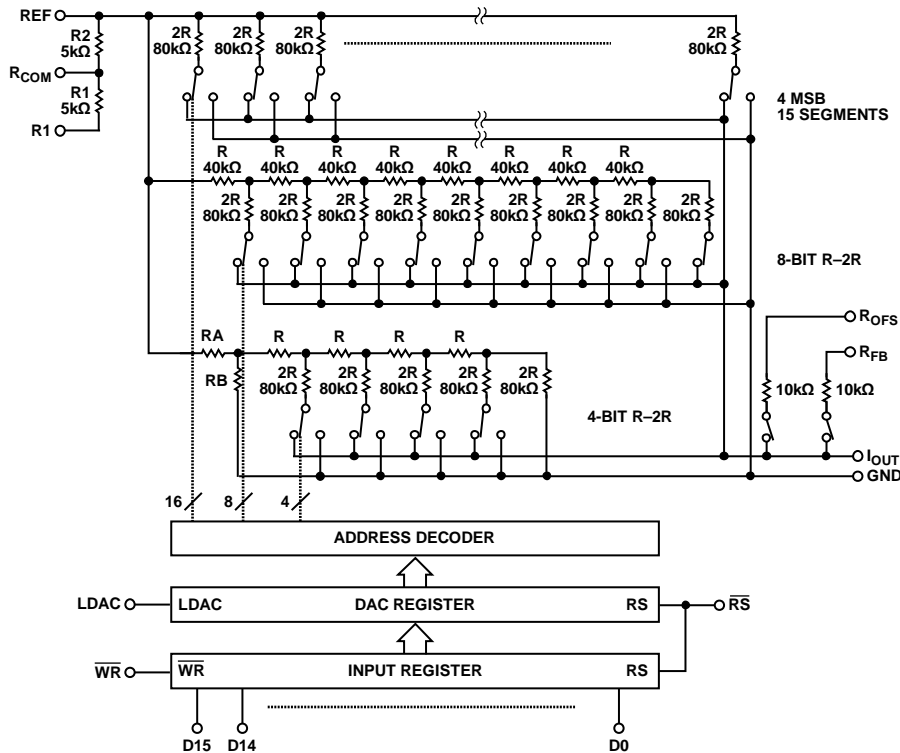 REF
R2
5kΩ
RCOM
R1
5kΩ
R1
2R 2R 2R 2R
80kΩ 80kΩ 80kΩ 80kΩ
4 MSB
15 SEGMENTS
R R R R R R R R
40kΩ 40kΩ 40kΩ 40kΩ 40kΩ 40kΩ 40kΩ 40kΩ
2R 2R 2R 2R 2R 2R 2R 2R 2R
80kΩ 80kΩ 80kΩ 80kΩ 80kΩ 80kΩ 80kΩ 80kΩ 80kΩ
8-BIT R–2R
ROFS
RA R R R R
RFB
RB
2R 2R 2R 2R 2R
80kΩ 80kΩ 80kΩ 80kΩ 80kΩ
10kΩ 10kΩ
4-BIT R–2R
IOUT
GND
16 8 4
ADDRESS DECODER
LDAC LDAC DAC REGISTER RS RS
WR WR INPUT REGISTER RS
D15 D14 D0